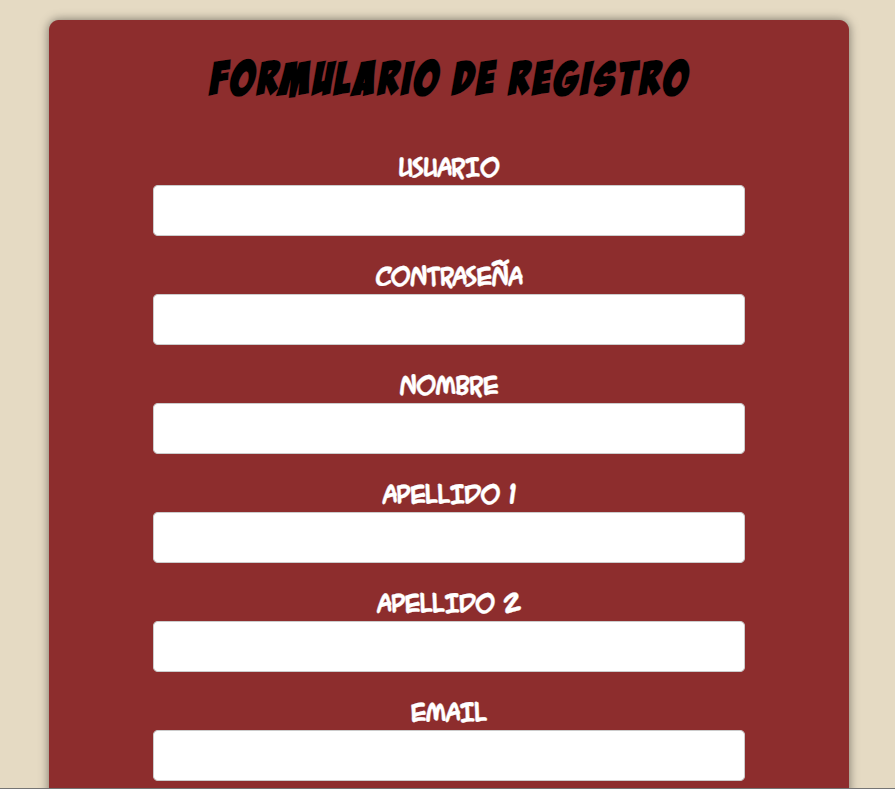 FORMULARIO DE REGISTRO
USUARIO
CONTRASEÑA
NOMBRE
APELLIDO 1
APELLIDO 2
EMAIL